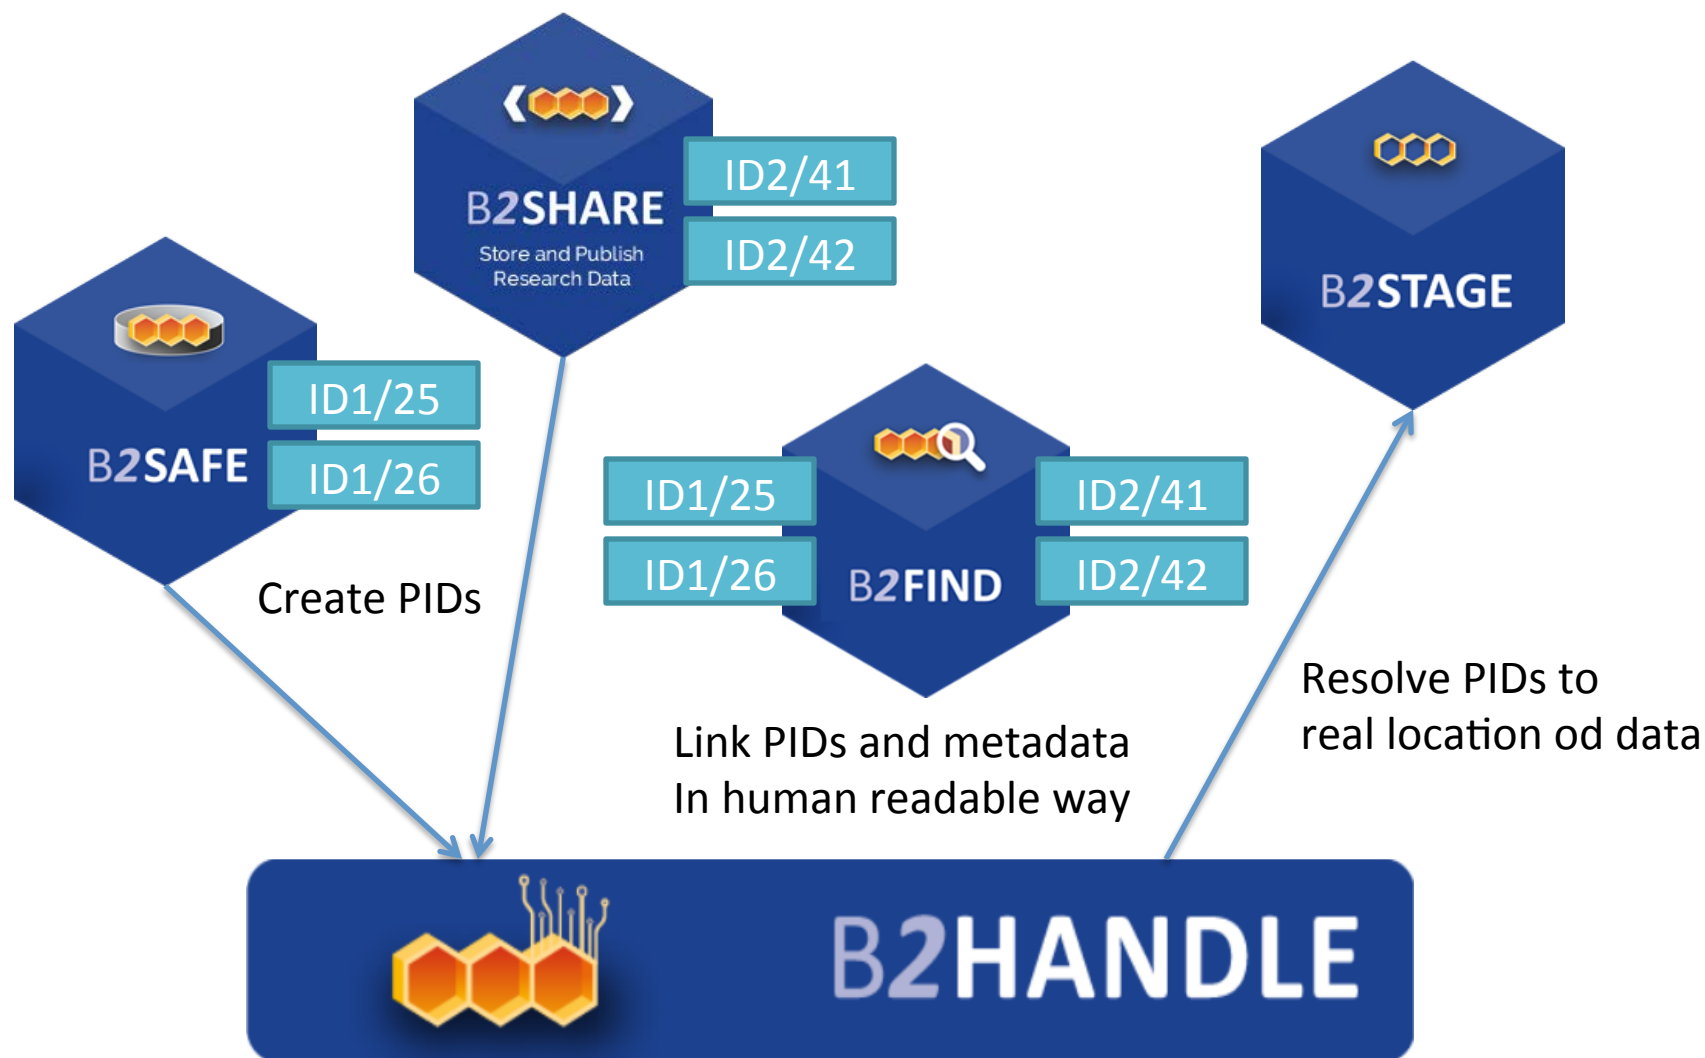 B2SHARE
Store and Publish
Research Data
ID2/41
ID2/42
B2STAGE
B2SAFE
ID1/25
ID1/26
ID1/25
ID1/26
B2FIND
ID2/41
ID2/42
Create PIDs
Link PIDs and metadata
In human readable way
Resolve PIDs to
real location od data
B2HANDLE